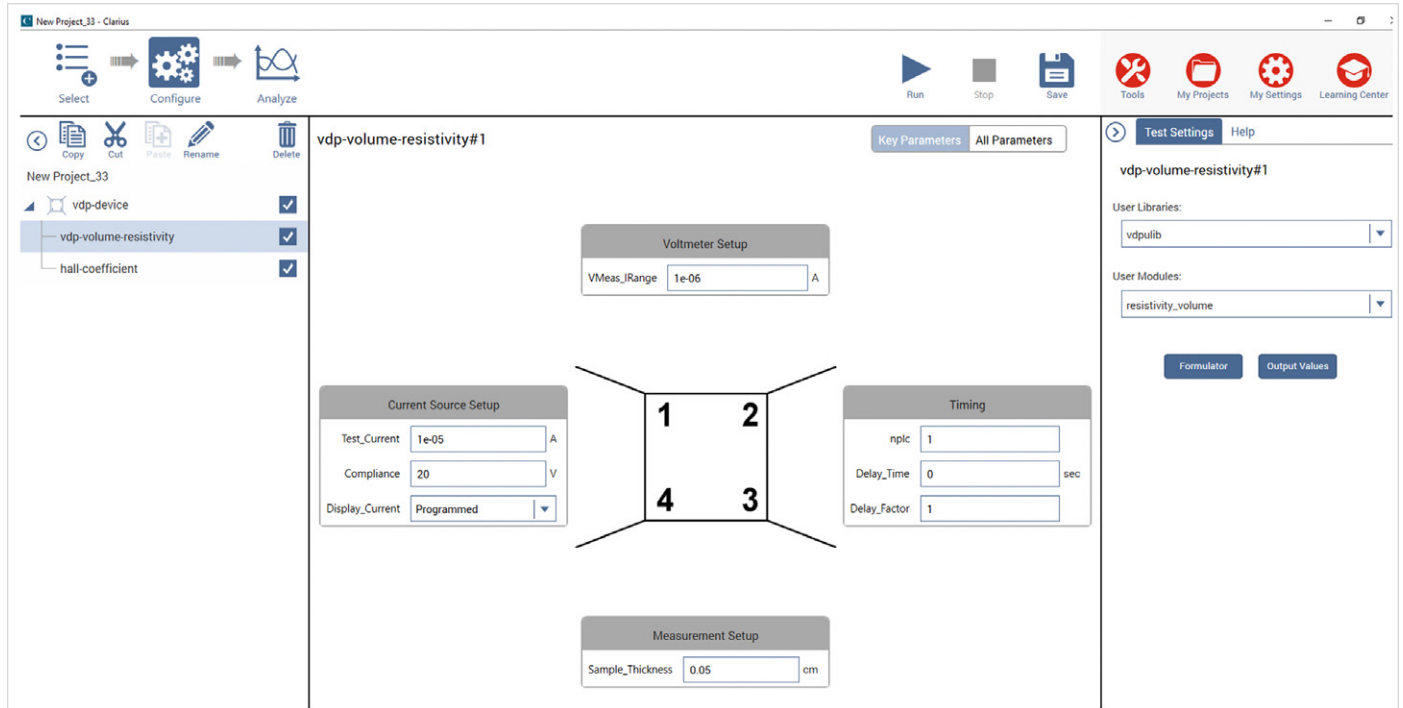 New Project_33 - Clarius
Select
Configure
Analyze
Run
Stop
Save
Tools
My Projects
My Settings
Learning Center
Copy
Cut
Paste
Rename
Delete
New Project_33
vdp-device
vdp-volume-resistivity
hall-coefficient
vdp-volume-resistivity#1
Key Parameters
All Parameters
Voltmeter Setup
VMeas_IRange 1e-06 A
Current Source Setup
Test_Current 1e-05 A
Compliance 20 V
Display_Current Programmed
1 2
4 3
Timing
nplc 1
Delay_Time 0 sec
Delay_Factor 1
Measurement Setup
Sample_Thickness 0.05 cm
Test Settings
Help
vdp-volume-resistivity#1
User Libraries:
vdpulib
User Modules:
resistivity_volume
Formulator
Output Values